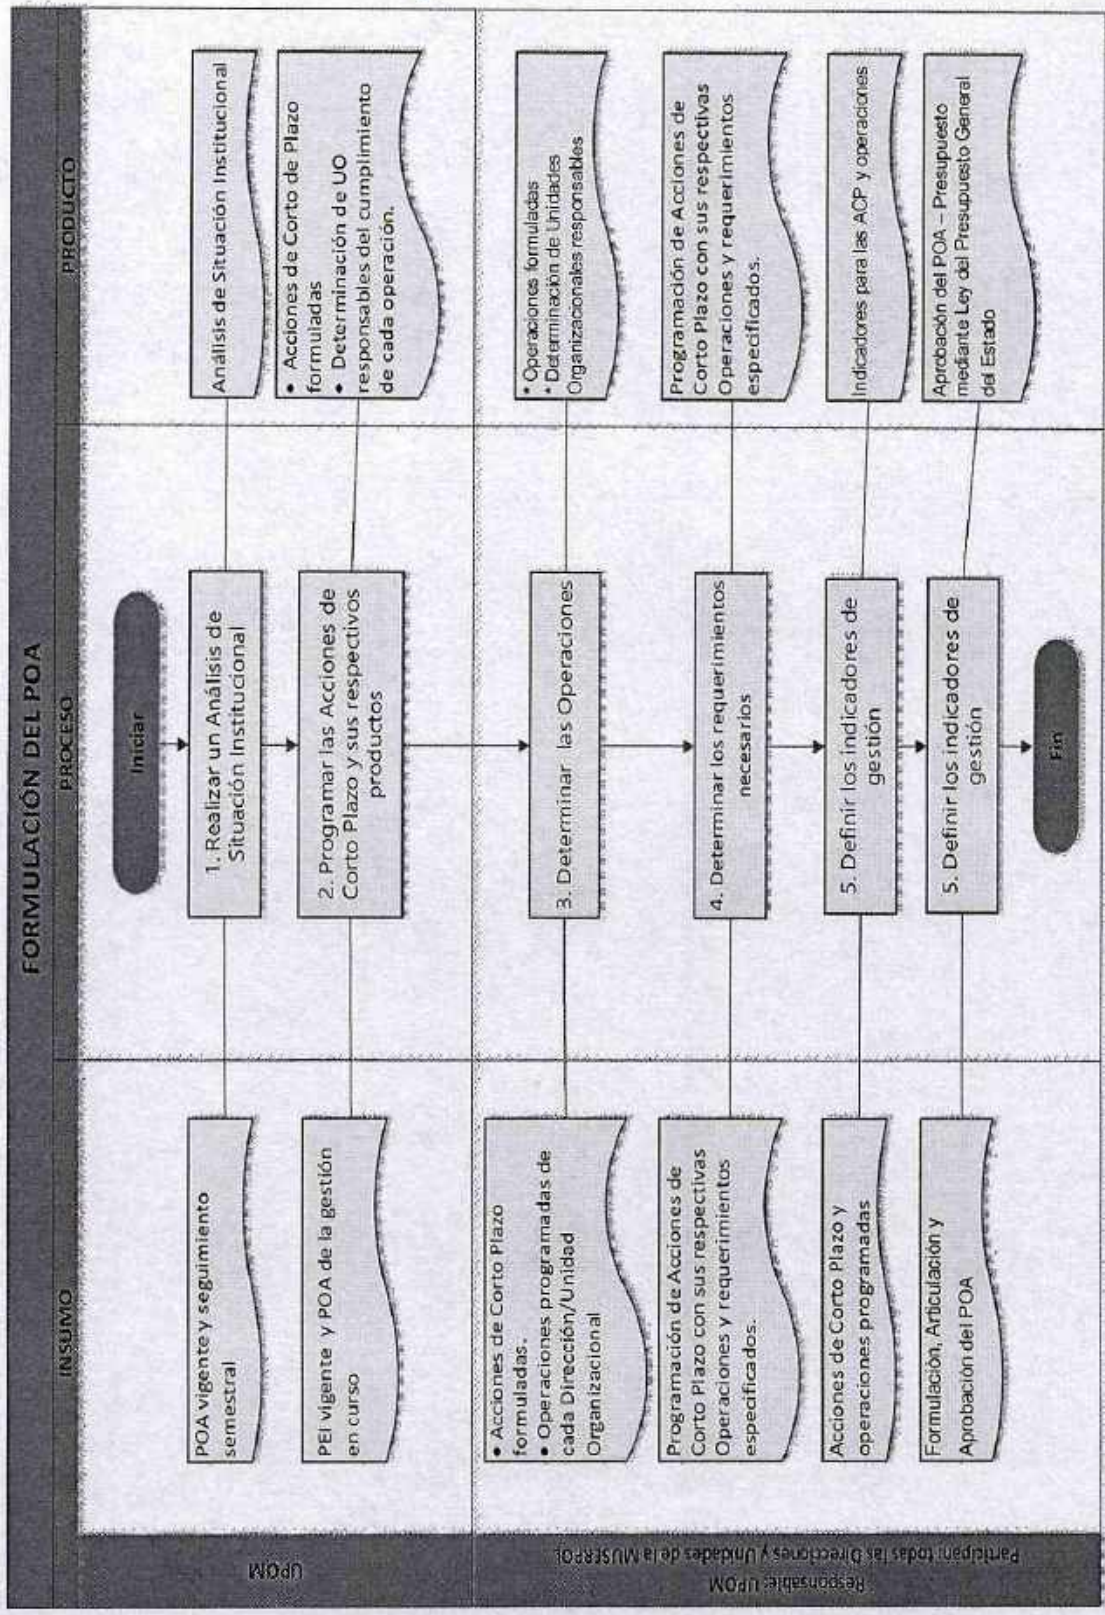 FORMULACIÓN DEL POA
INSUMO
PROCESO
PRODUCTO
UPOM
Iniciar
POA vigente y seguimiento
semestral
1. Realizar un Análisis de
Situación Institucional
Análisis de Situación Institucional
PEI vigente y POA de la gestión
en curso
2. Programar las Acciones de
Corto Plazo y sus respectivos
productos
• Acciones de Corto de Plazo
formuladas
• Determinación de UO
responsables del cumplimiento
de cada operación.
Responsable: UPOM
Participan: todas las Direcciones y Unidades de la MUSERPOL
• Acciones de Corto Plazo
formuladas.
• Operaciones programadas de
cada Dirección/Unidad
Organizacional
3. Determinar las Operaciones
* Operaciones formuladas
* Determinación de Unidades
Organizacionales responsables
Programación de Acciones de
Corto Plazo con sus respectivas
Operaciones y requerimientos
especificados.
4. Determinar los requerimientos
necesarios
Programación de Acciones de
Corto Plazo con sus respectivas
Operaciones y requerimientos
especificados.
Acciones de Corto Plazo y
operaciones programadas
5. Definir los indicadores de
gestión
Indicadores para las ACP y operaciones
Formulación, Articulación y
Aprobación del POA
5. Definir los indicadores de
gestión
Aprobación del POA – Presupuesto
mediante Ley del Presupuesto General
del Estado
Fin